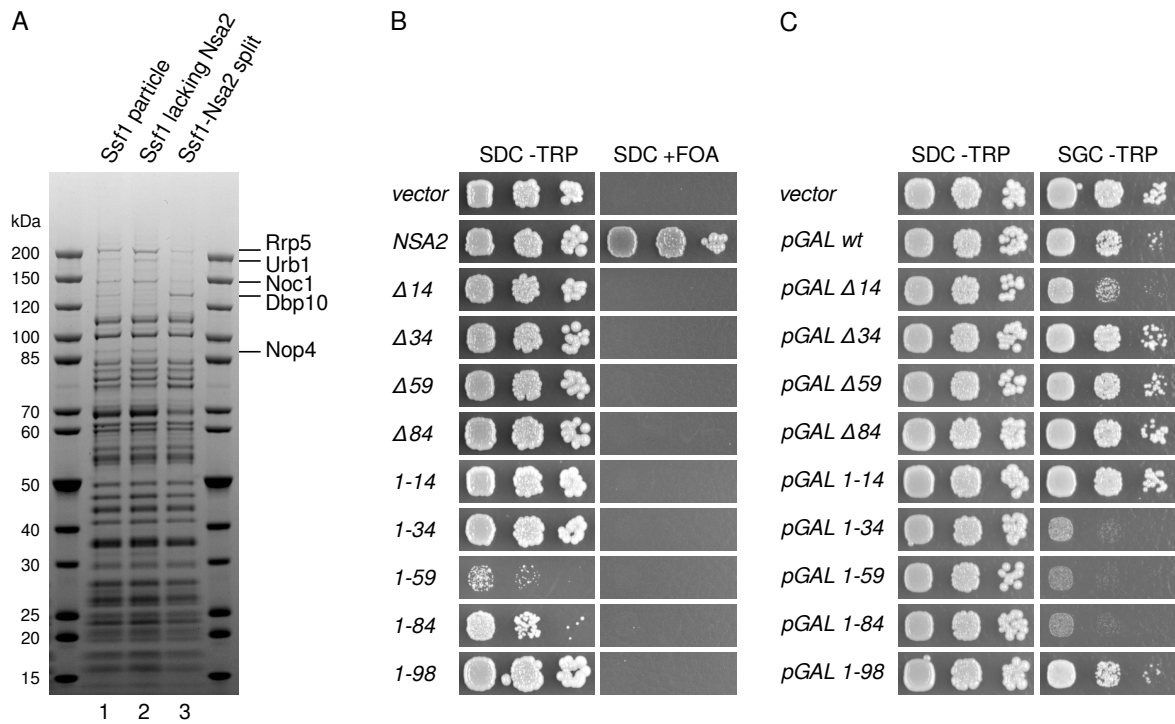 A
Ssf1 particle
Ssf1 lacking Nsa2
Ssf1-Nsa2 split
kDa
200
150
120
100
85
70
60
50
40
30
25
20
15
Rrp5
Urb1
Noc1
Dbp10
Nop4
1 2 3
B
SDC -TRP SDC +FOA
vector
NSA2
Δ14
Δ34
Δ59
Δ84
1-14
1-34
1-59
1-84
1-98
C
SDC -TRP SGC -TRP
vector
pGAL wt
pGAL Δ14
pGAL Δ34
pGAL Δ59
pGAL Δ84
pGAL 1-14
pGAL 1-34
pGAL 1-59
pGAL 1-84
pGAL 1-98